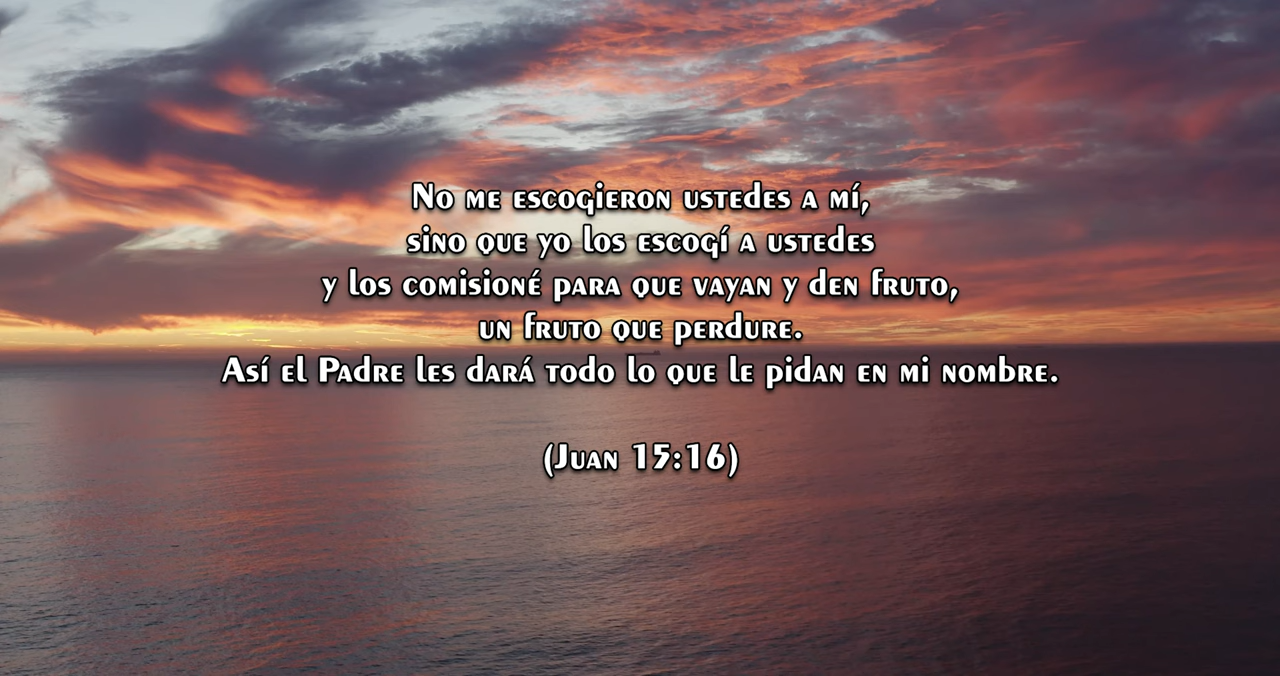 No me escogieron ustedes a mí,
sino que yo los escogí a ustedes
y los comisioné para que vayan y den fruto,
un fruto que perdure.
Así el Padre les dará todo lo que le pidan en mi nombre.
(Juan 15:16)